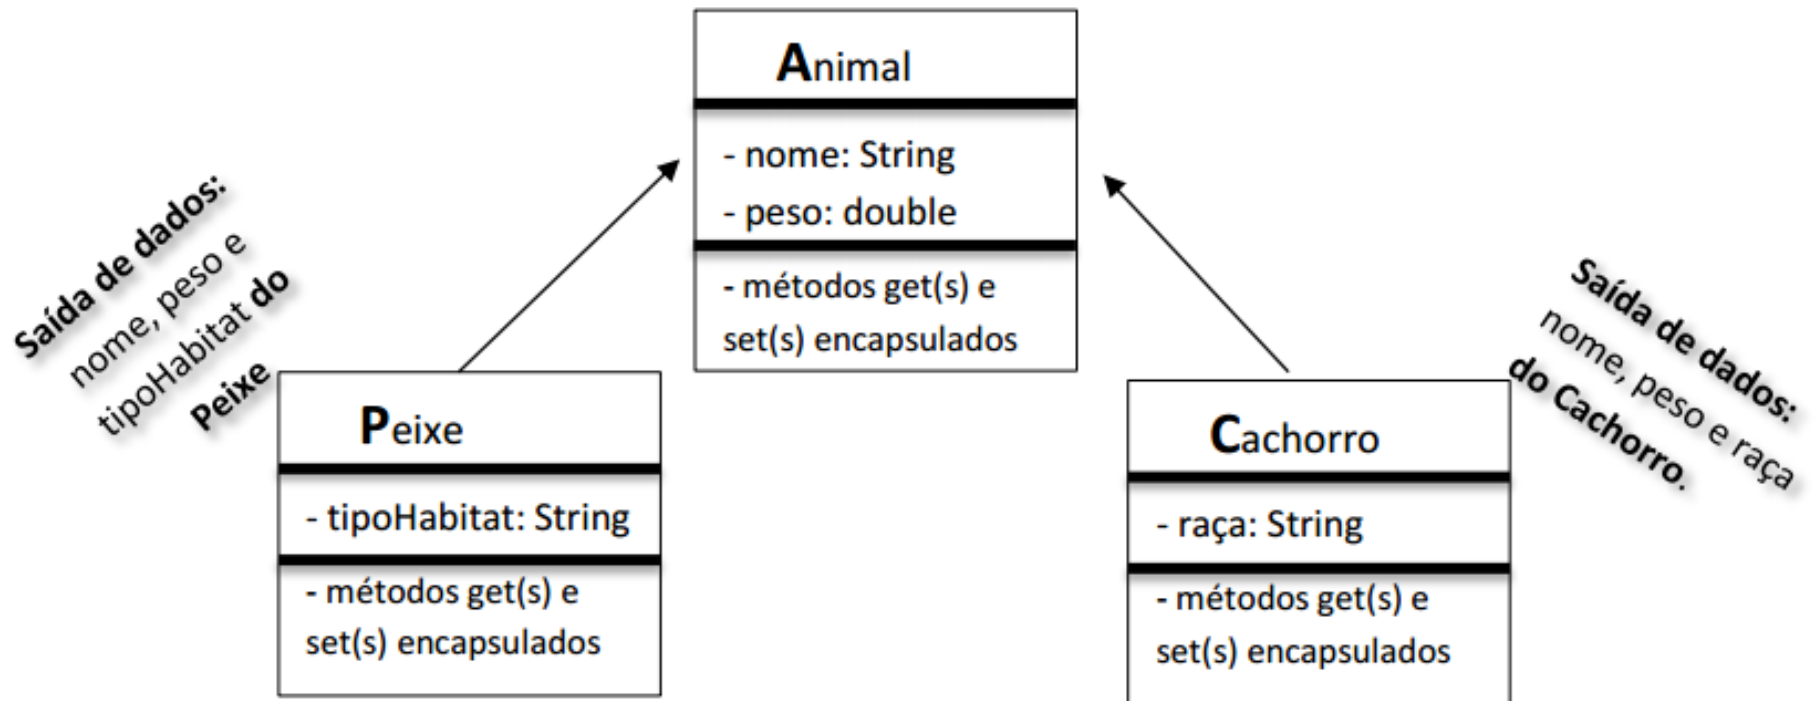 Animal
- nome: String
- peso: double
- métodos get(s) e
set(s) encapsulados
Saída de dados:
nome, peso e
tipoHabitat do
Peixe
Peixe
- tipoHabitat: String
- métodos get(s) e
set(s) encapsulados
Saída de dados:
nome, peso e raça
do Cachorro.
Cachorro
- raça: String
- métodos get(s) e
set(s) encapsulados